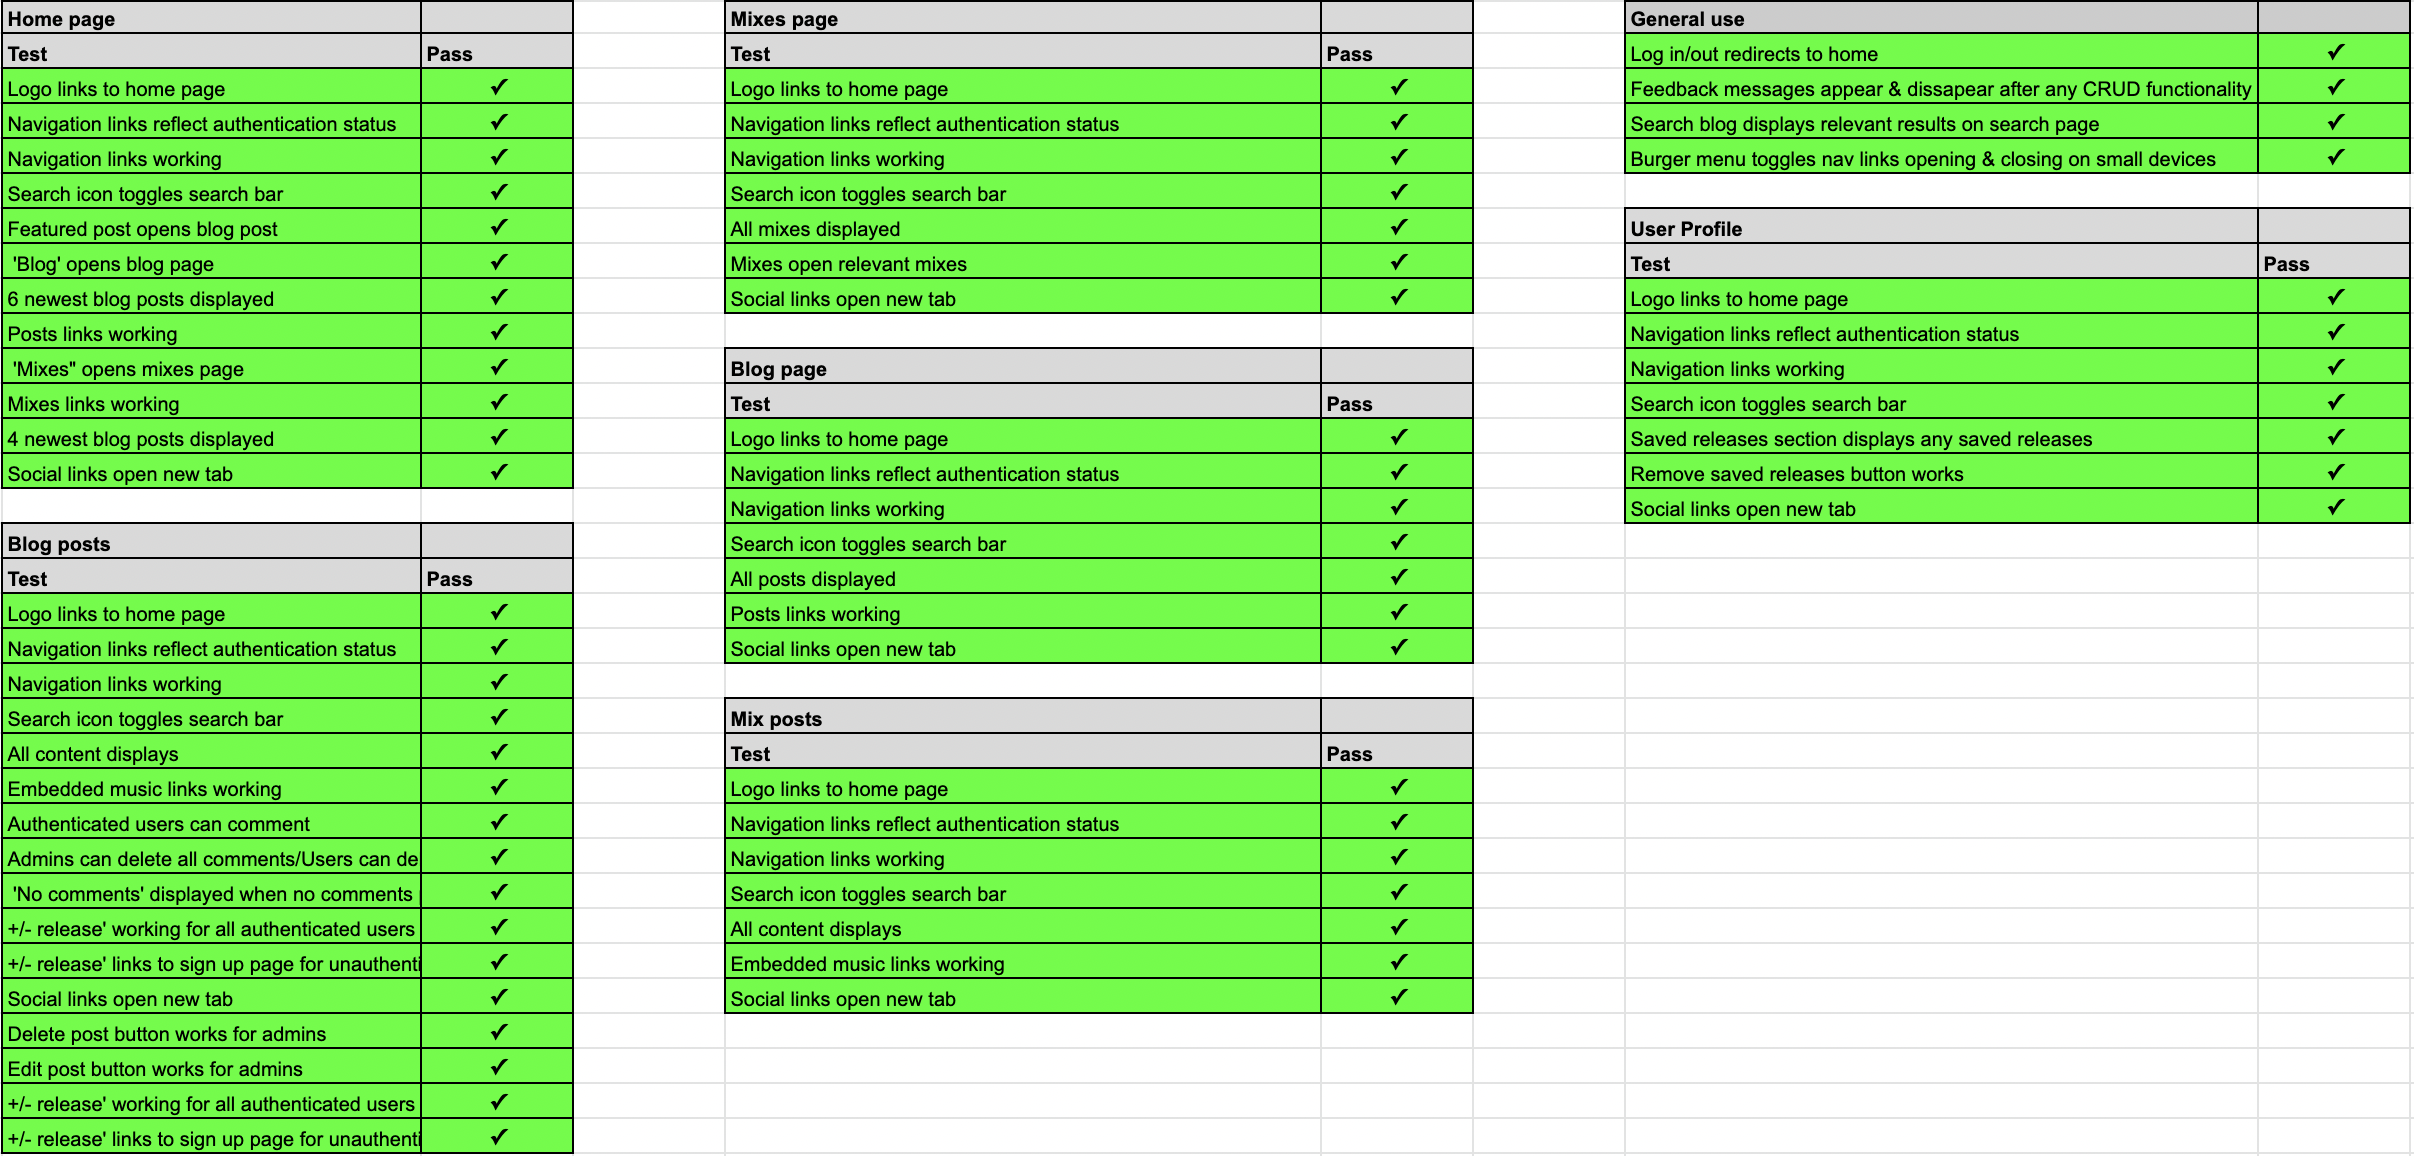 Home page
Test Pass
Logo links to home page ✓
Navigation links reflect authentication status ✓
Navigation links working ✓
Search icon toggles search bar ✓
Featured post opens blog post ✓
'Blog' opens blog page ✓
6 newest blog posts displayed ✓
Posts links working ✓
'Mixes" opens mixes page ✓
Mixes links working ✓
4 newest blog posts displayed ✓
Social links open new tab ✓
Blog posts
Test Pass
Logo links to home page ✓
Navigation links reflect authentication status ✓
Navigation links working ✓
Search icon toggles search bar ✓
All content displays ✓
Embedded music links working ✓
Authenticated users can comment ✓
Admins can delete all comments/Users can de ✓
'No comments' displayed when no comments ✓
+/- release' working for all authenticated users ✓
+/- release' links to sign up page for unauthenti ✓
Social links open new tab ✓
Delete post button works for admins ✓
Edit post button works for admins ✓
+/- release' working for all authenticated users ✓
+/- release' links to sign up page for unauthenti ✓
Mixes page
Test Pass
Logo links to home page ✓
Navigation links reflect authentication status ✓
Navigation links working ✓
Search icon toggles search bar ✓
All mixes displayed ✓
Mixes open relevant mixes ✓
Social links open new tab ✓
Blog page
Test Pass
Logo links to home page ✓
Navigation links reflect authentication status ✓
Navigation links working ✓
Search icon toggles search bar ✓
All posts displayed ✓
Posts links working ✓
Social links open new tab ✓
Mix posts
Test Pass
Logo links to home page ✓
Navigation links reflect authentication status ✓
Navigation links working ✓
Search icon toggles search bar ✓
All content displays ✓
Embedded music links working ✓
Social links open new tab ✓
General use
Log in/out redirects to home ✓
Feedback messages appear & dissapear after any CRUD functionality ✓
Search blog displays relevant results on search page ✓
Burger menu toggles nav links opening & closing on small devices ✓
User Profile
Test Pass
Logo links to home page ✓
Navigation links reflect authentication status ✓
Navigation links working ✓
Search icon toggles search bar ✓
Saved releases section displays any saved releases ✓
Remove saved releases button works ✓
Social links open new tab ✓